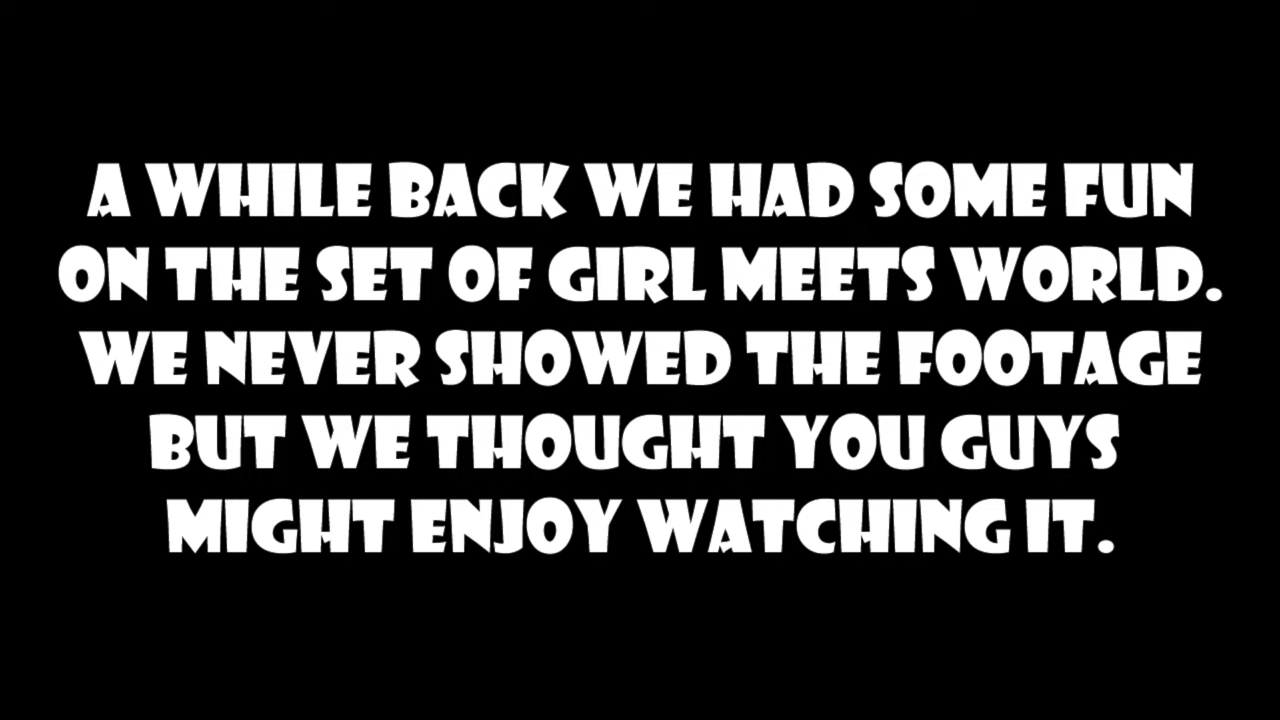 A WHILE BACK WE HAD SOME FUN
ON THE SET OF GIRL MEETS WORLD.
WE NEVER SHOWED THE FOOTAGE
BUT WE THOUGHT YOU GUYS
MIGHT ENJOY WATCHING IT.